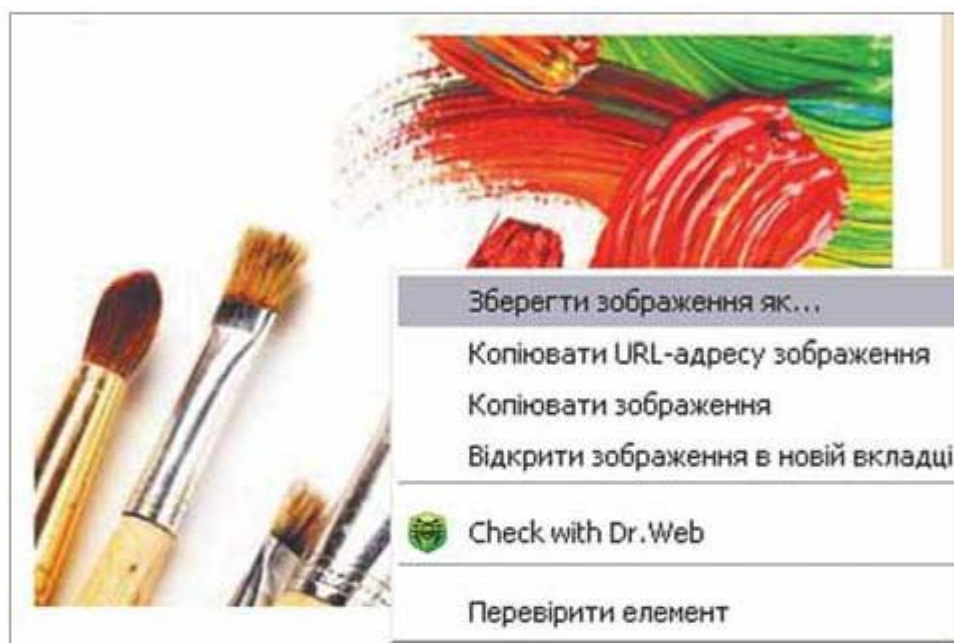 Зберегти зображення як...
Копіювати URL-адресу зображення
Копіювати зображення
Відкрити зображення в новій вкладці
Check with Dr.Web
Перевірити елемент